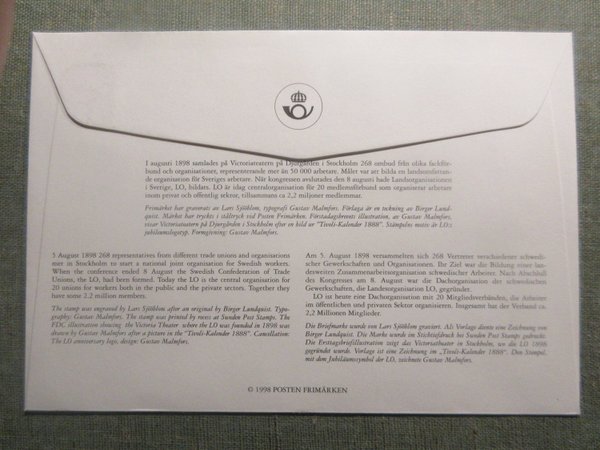 I augusti 1898 samlades på Victoriateatern på Djurgården i Stockholm 268 ombud från olika fackför-
bund och organisationer, representerande mer än 50 000 arbetare. Målet var att bilda en landsomfattan-
de organisation för Sveriges arbetare. När kongressen avslutades den 8 augusti hade Landsorganisationen
i Sverige, LO, bildats. LO är idag centralorganisation för 20 medlemsförbund som organiserar arbetare
inom privat och offentlig sektor, tillsammans ca 2,2 miljoner medlemmar.
Frimärket har graverats av Lars Sjööblom, typografi Gustav Malmfors. Förlaga är en teckning av Birger Lund-
quist. Märket har tryckts i ståltryck vid Posten Frimärken. Förstadagsbrevets illustration, av Gustav Malmfors,
visar Victoriateatern på Djurgården i Stockholm efter en bild ur "Tivoli-Kalender 1888". Stämpelns motiv är LO:s
jubileumslogotyp. Formgivning: Gustav Malmfors.
5 August 1898 268 representatives from different trade unions and organisations
met in Stockholm to start a national joint organisation for Swedish workers.
When the conference ended 8 August the Swedish Confederation of Trade
Unions, the LO, had been formed. Today the LO is the central organisation for
20 unions for workers both in the public and the private sectors. Together they
have some 2.2 million members.
The stamp was engraved by Lars Sjööblom after an original by Birger Lundquist. Typo-
graphy: Gustav Malmfors. The stamp was printed by recess at Sweden Post Stamps. The
FDC illustration showing the Victoria Theater where the LO was founded in 1898 was
drawn by Gustav Malmfors after a picture in the "Tivoli-Kalender 1888". Cancellation:
The LO anniversary logo, design: Gustav Malmfors.
Am 5. August 1898 versammelten sich 268 Vertreter verschiedener schwedi-
scher Gewerkschaften und Organisationen. Ihr Ziel war die Bildung einer lan-
desweiten Zusammenarbeitsorganisation schwedischer Arbeiter. Nach Abschluß
des Kongresses am 8. August war die Dachorganisation der schwedischen
Gewerkschaften, die Landesorganisation LO, gegründet.
LO ist heute eine Dachorganisation mit 20 Mitgliedverbänden, die Arbeiter
im öffentlichen und privaten Sektor organisieren. Insgesamt hat der Verband ca.
2,2 Millionen Mitglieder.
Die Briefmarke wurde von Lars Sjööblom graviert. Als Vorlage diente eine Zeichnung von
Birger Lundquist. Die Marke wurde im Stichtiefdruck bei Sweden Post Stamps gedruckt.
Die Ersttagsbriefillustration zeigt das Victoriatheater in Stockholm, wo die LO 1898
gegründet wurde. Vorlage ist eine Zeichnung im „Tivoli-Kalender 1888". Den Stempel,
mit dem Jubiläumssymbol der LO, zeichnete Gustav Malmfors.
© 1998 POSTEN FRIMÄRKEN